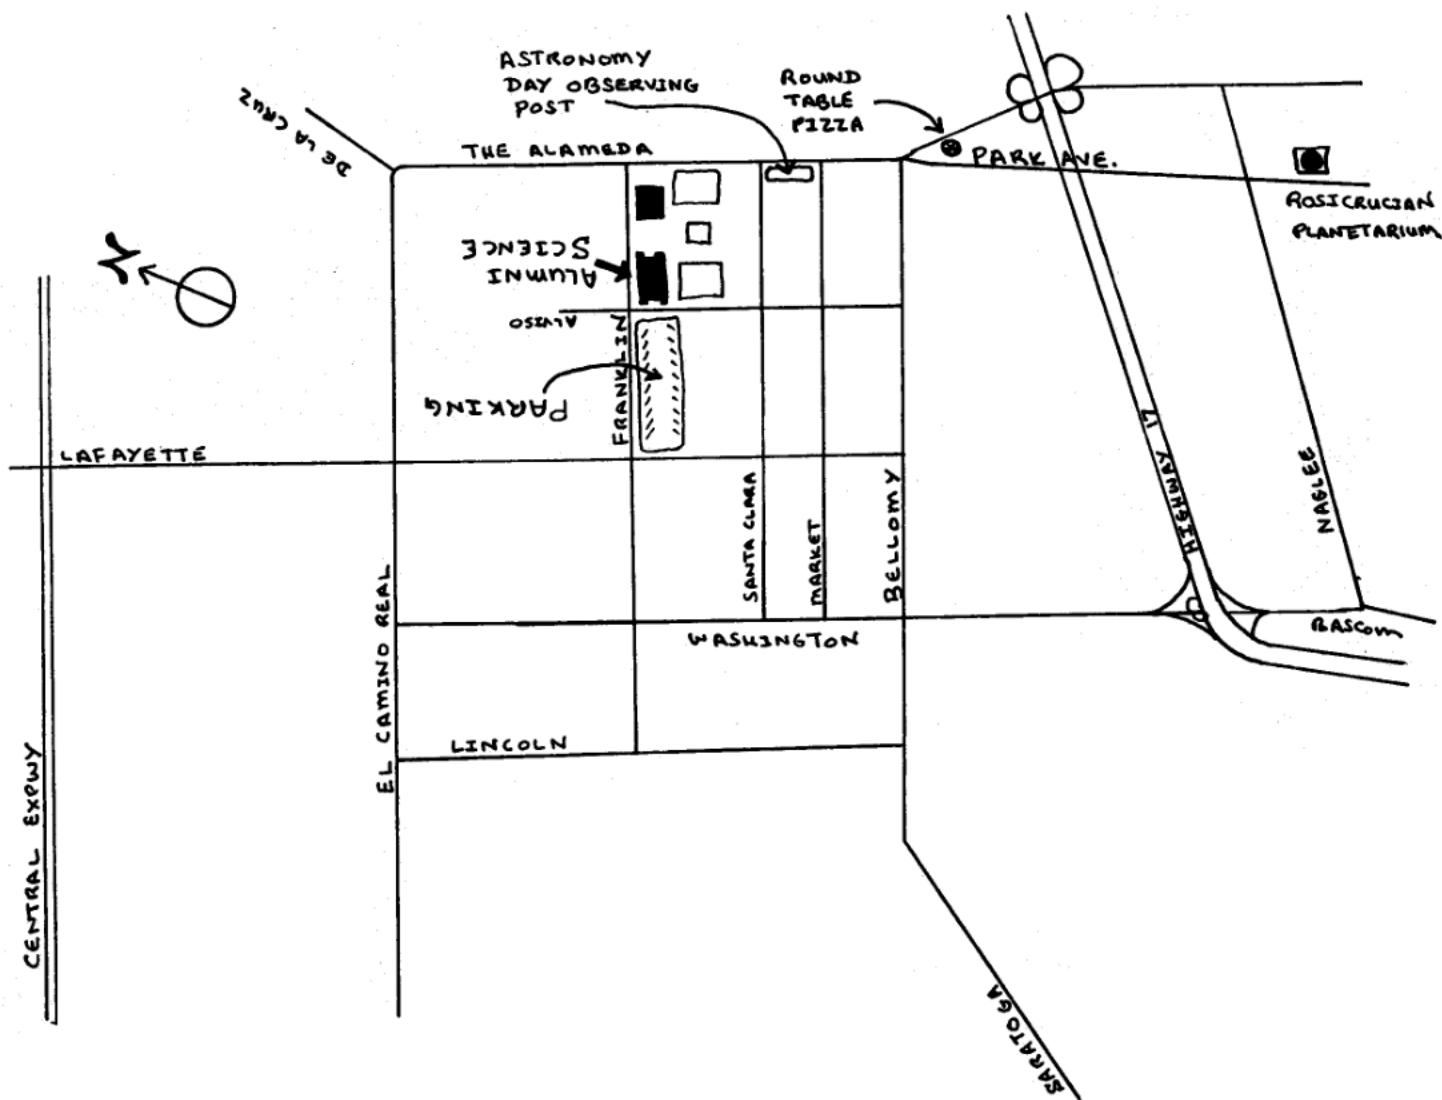 ASTRONOMY
DAY OBSERVING
POST
ROUND
TABLE
PIZZA
DE LA CRUZ
THE ALAMEDA
PARK AVE.
ROSICRUCIAN
PLANETARIUM
N
ALUMNI
SCIENCE
ALVISO
FRANKLIN
PARKING
LAFAYETTE
SANTA CLARA
MARKET
BELLOMY
HIGHWAY 17
NAGLEE
BASCOM
WASHINGTON
EL CAMINO REAL
LINCOLN
CENTRAL EXPWY
SARATOGA